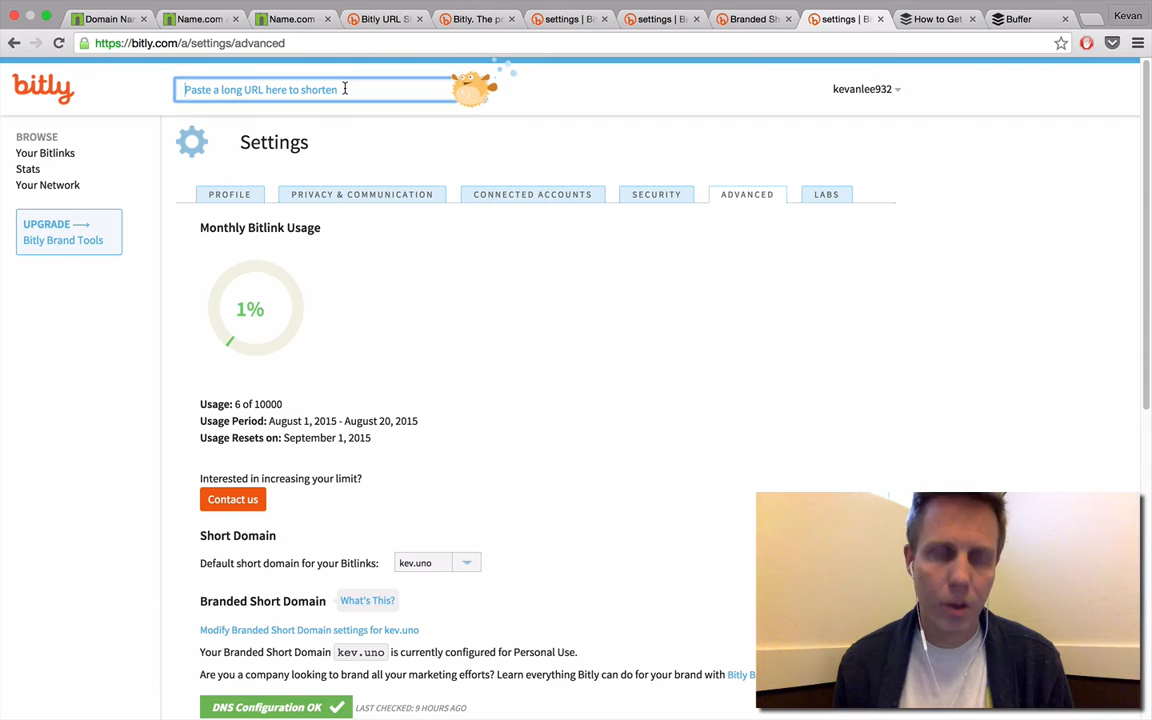 Domain Na
Name.com
Name.com
Bitly URL S
Bitly. The p
settings | Bi
settings | Bi
Branded Sh
settings | B
How to Get
Buffer
Kevan
https://bitly.com/a/settings/advanced
bitly
Paste a long URL here to shorten
kevanlee932
BROWSE
Your Bitlinks
Stats
Your Network
UPGRADE
Bitly Brand Tools
Settings
PROFILE
PRIVACY & COMMUNICATION
CONNECTED ACCOUNTS
SECURITY
ADVANCED
LABS
Monthly Bitlink Usage
1%
Usage: 6 of 10000
Usage Period: August 1, 2015 - August 20, 2015
Usage Resets on: September 1, 2015
Interested in increasing your limit?
Contact us
Short Domain
Default short domain for your Bitlinks: kev.uno
Branded Short Domain What's This?
Modify Branded Short Domain settings for kev.uno
Your Branded Short Domain kev.uno is currently configured for Personal Use.
Are you a company looking to brand all your marketing efforts? Learn everything Bitly can do for your brand with Bitly B
DNS Configuration OK LAST CHECKED: 9 HOURS AGO